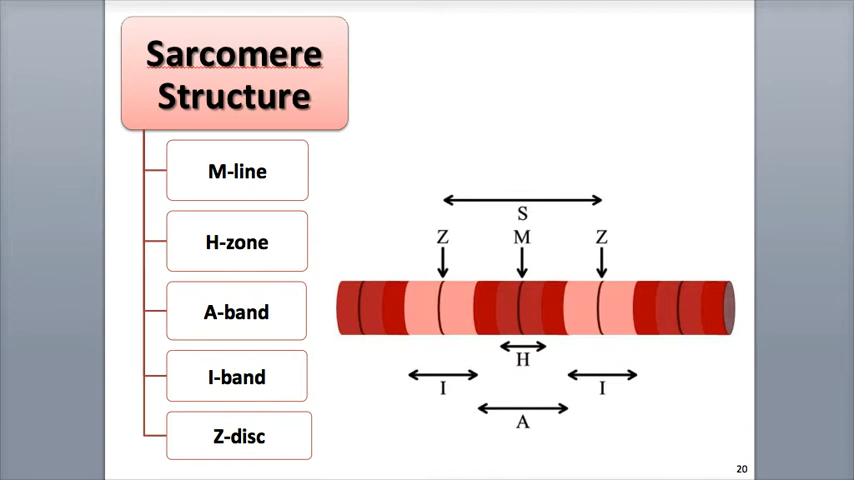 Sarcomere
Structure
M-line
H-zone
A-band
I-band
Z-disc
S
Z M Z
H
I I
A
20